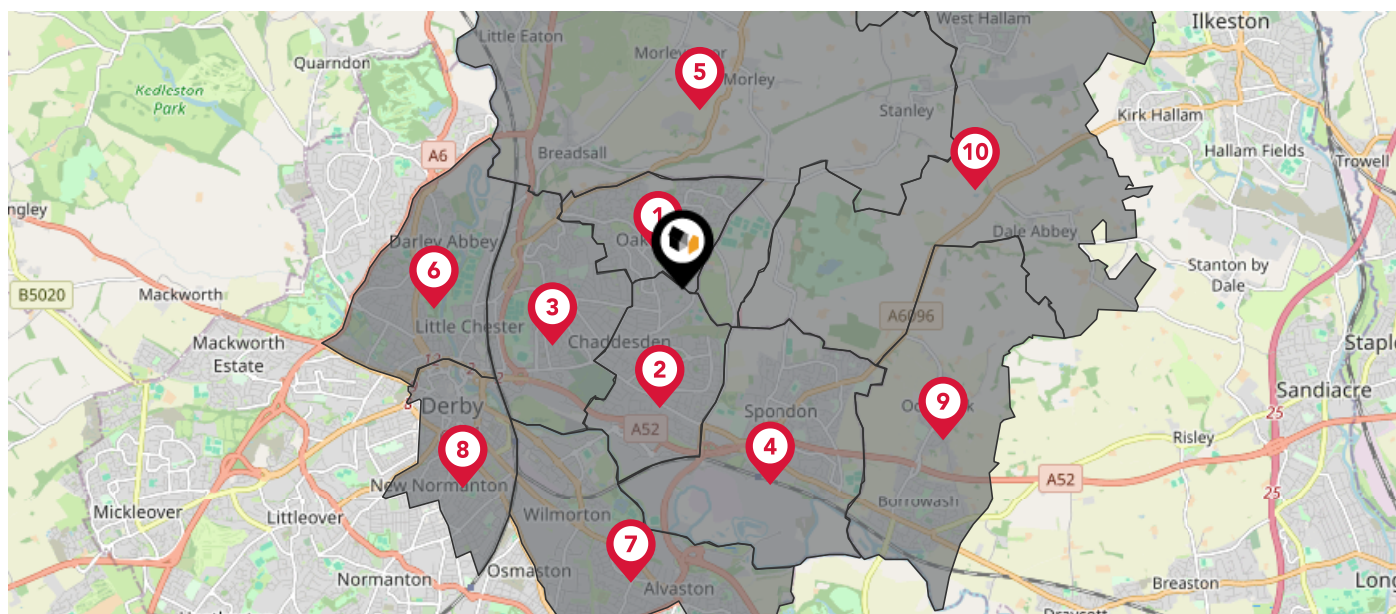 Little Eaton
West Hallam
Ilkeston
Quarndon
Kedleston
Park
5
Morley
Stanley
Kirk Hallam
A6
Breadsall
10
Hallam Fields
Trowell
ngley
1
Darley Abbey
Dale Abbey
6
Stanton by
Dale
B5020
Mackworth
3
A6096
Little Chester
Chaddesden
Mackworth
Estate
Staple
2
Sandiacre
Derby
Spondon
9
25
A52
Risley
8
4
New Normanton
A52
Borrowash
25
Mickleover
Littleover
Wilmorton
7
Normanton
Osmaston
Alvaston
Breaston
Long
Draycott